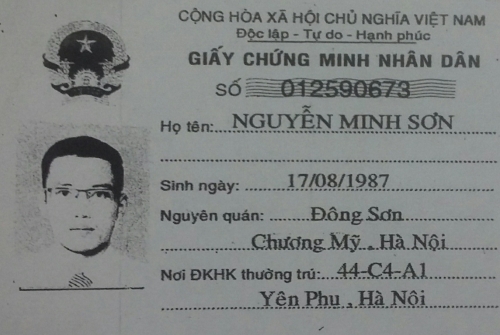 CỘNG HÒA XÃ HỘI CHỦ NGHĨA VIỆT NAM
Độc lập - Tự do - Hạnh phúc
GIẤY CHỨNG MINH NHÂN DÂN
SỐ 012590673
Họ tên: NGUYỄN MINH SƠN
Sinh ngày: 17/08/1987
Nguyên quán: Đông Sơn
Chương Mỹ , Hà Nội
Nơi ĐKHK thường trú: 44-C4-A1
Yên Phụ , Hà Nội